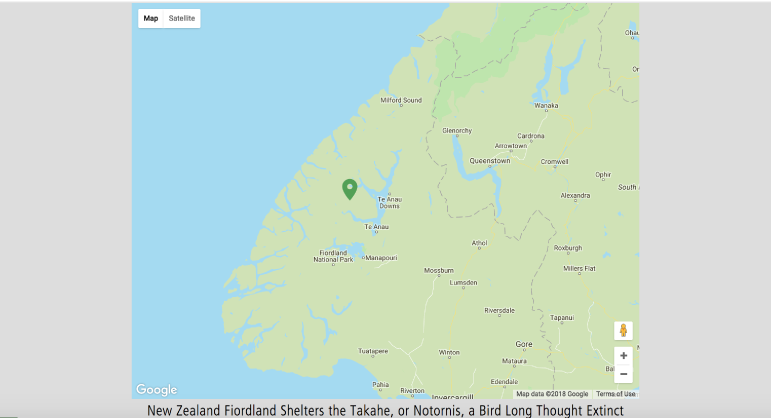 Map Satellite
Ohau
Milford Sound
Wanaka
Glenorchy
Cardrona
Arrowtown
Queenstown
Cromwell
Ophir
South
Te Anau
Downs
Alexandra
Te Anau
Athol
Roxburgh
Fiordland
National Park
Manapouri
Mossburn
Millers Flat
Lumsden
Riversdale
Tapanui
Gore
Tuatapere
Winton
Mataura
Edendale
Pahia
Riverton
Invercargill
+
−
Google
Map data ©2018 Google Terms of Use
New Zealand Fiordland Shelters the Takahe, or Notornis, a Bird Long Thought Extinct